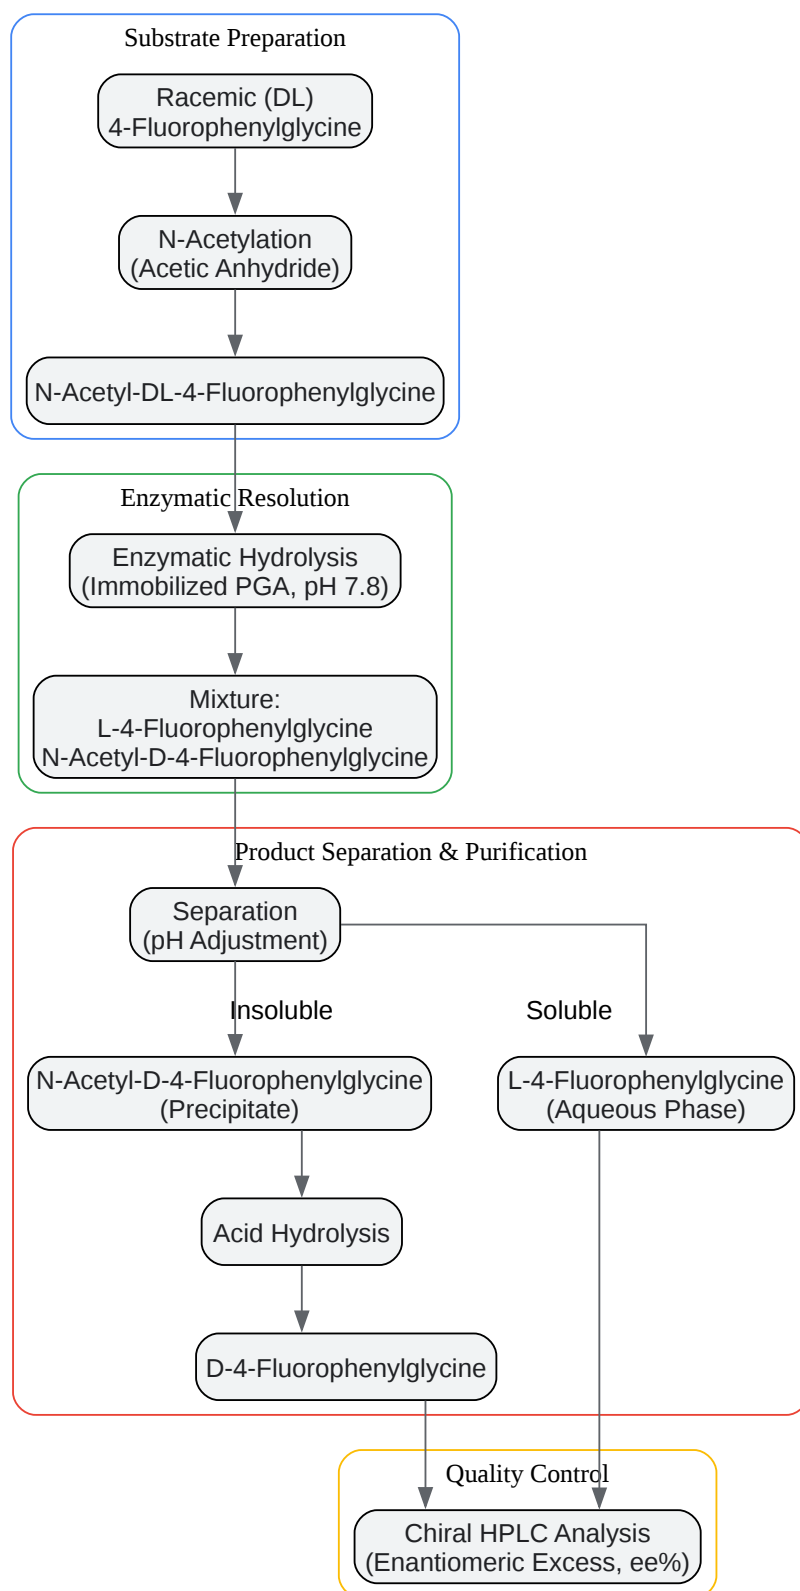 Substrate Preparation
Racemic (DL)
4-Fluorophenylglycine
N-Acetylation
(Acetic Anhydride)
N-Acetyl-DL-4-Fluorophenylglycine
Enzymatic Resolution
Enzymatic Hydrolysis
(Immobilized PGA, pH 7.8)
Mixture:
L-4-Fluorophenylglycine
N-Acetyl-D-4-Fluorophenylglycine
Product Separation & Purification
Separation
(pH Adjustment)
Insoluble
Soluble
N-Acetyl-D-4-Fluorophenylglycine
(Precipitate)
L-4-Fluorophenylglycine
(Aqueous Phase)
Acid Hydrolysis
D-4-Fluorophenylglycine
Quality Control
Chiral HPLC Analysis
(Enantiomeric Excess, ee%)